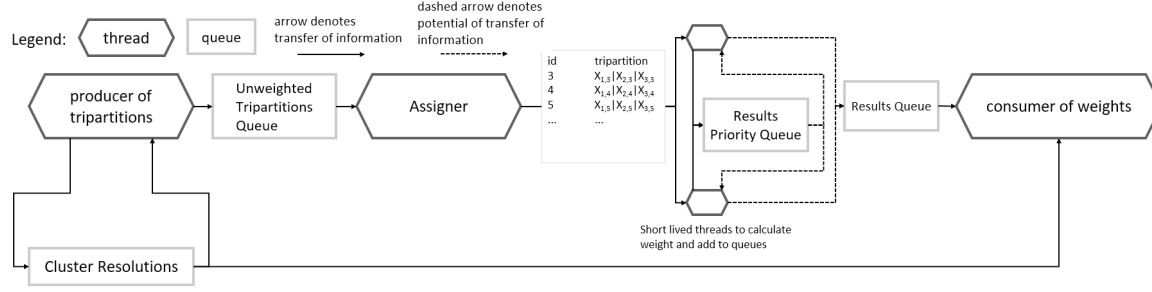 Legend:
thread
queue
arrow denotes
transfer of information
dashed arrow denotes
potential of transfer of
information
producer of
tripartitions
Unweighted
Tripartitions
Queue
Assigner
id tripartition
3 X1,3|X2,3|X3,3
4 X1,4|X2,4|X3,4
5 X1,5|X2,5|X3,5
... ...
Results
Priority Queue
Results Queue
consumer of weights
Short lived threads to calculate
weight and add to queues
Cluster Resolutions